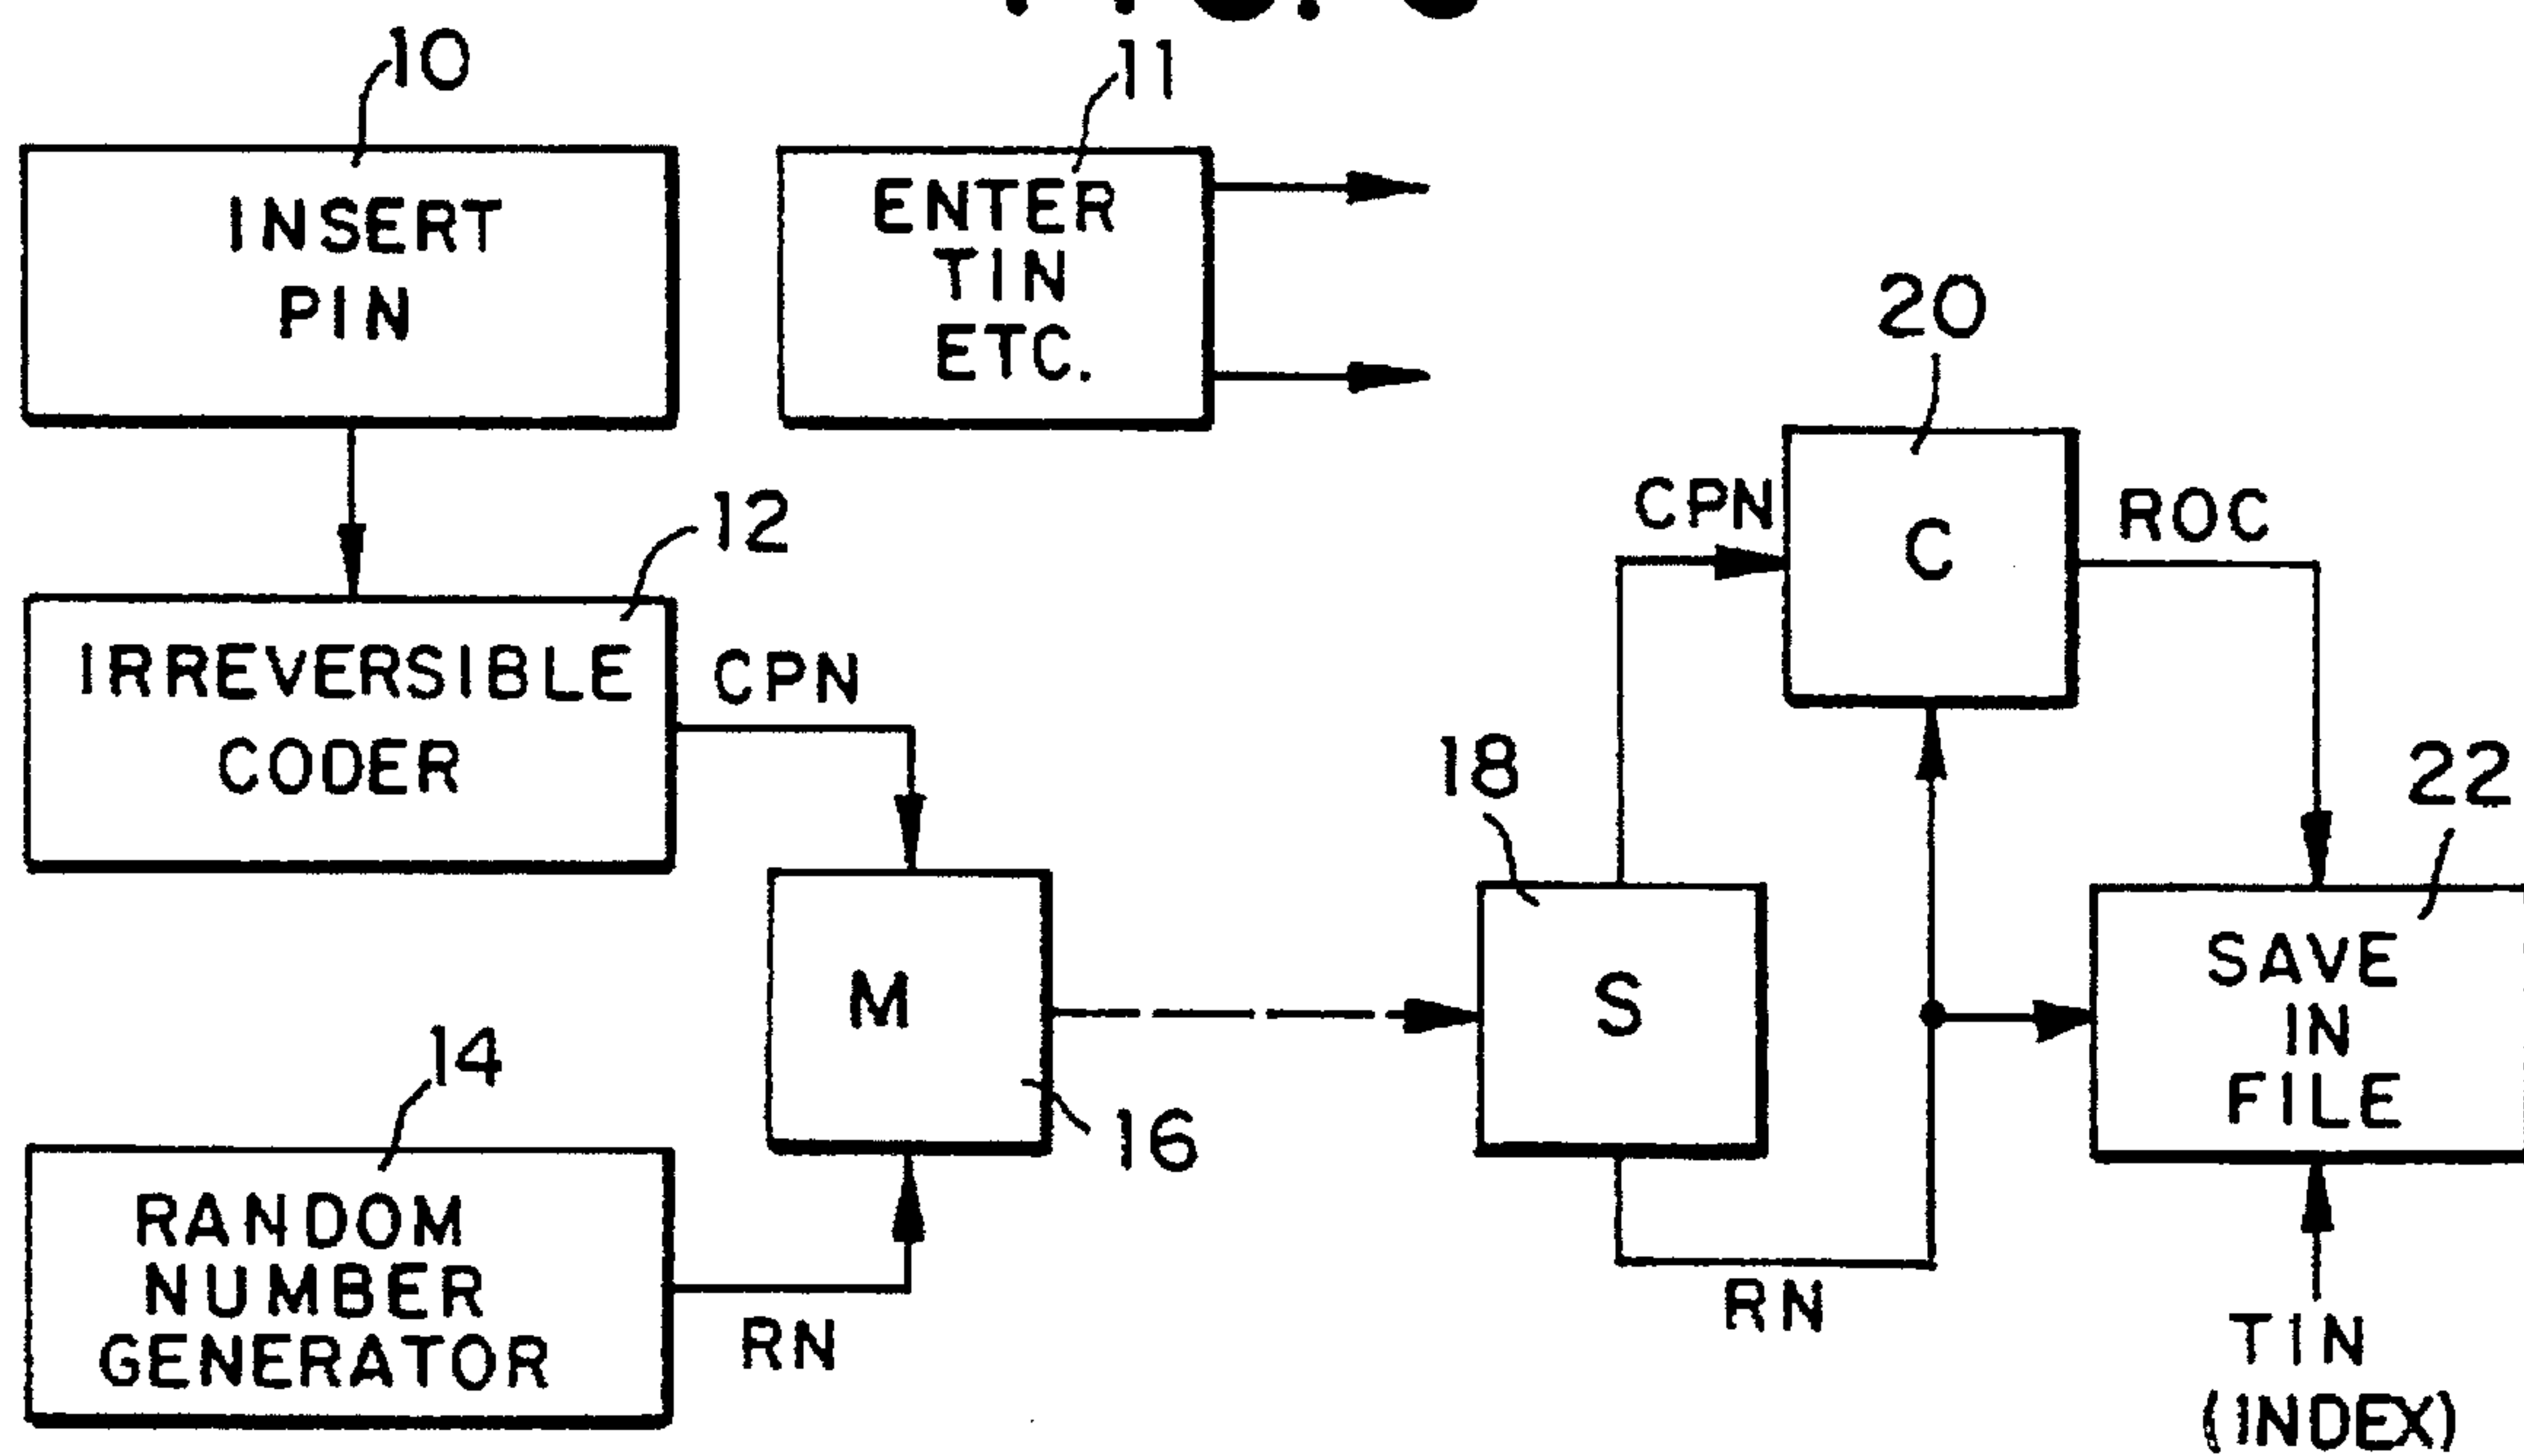 10
11
INSERT
PIN
ENTER
TIN
ETC.
20
12
CPN
C
ROC
IRREVERSIBLE
CODER
CPN
18
22
M
S
SAVE
IN
FILE
14
16
RANDOM
NUMBER
GENERATOR
RN
RN
TIN
(INDEX)